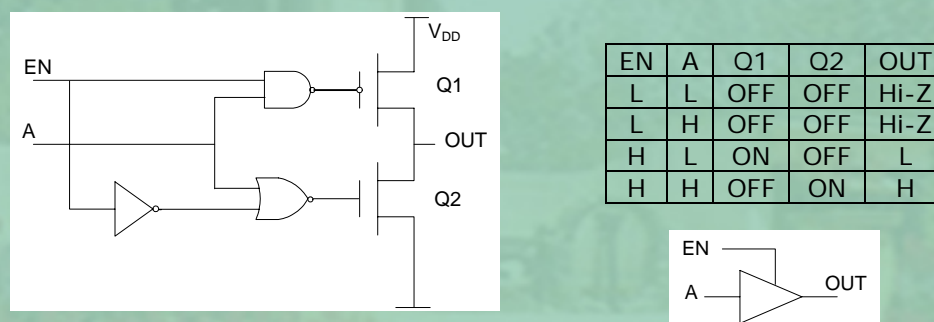 V_DD
EN
Q1
A
OUT
Q2
EN A Q1 Q2 OUT
L L OFF OFF Hi-Z
L H OFF OFF Hi-Z
H L ON OFF L
H H OFF ON H
EN
A OUT